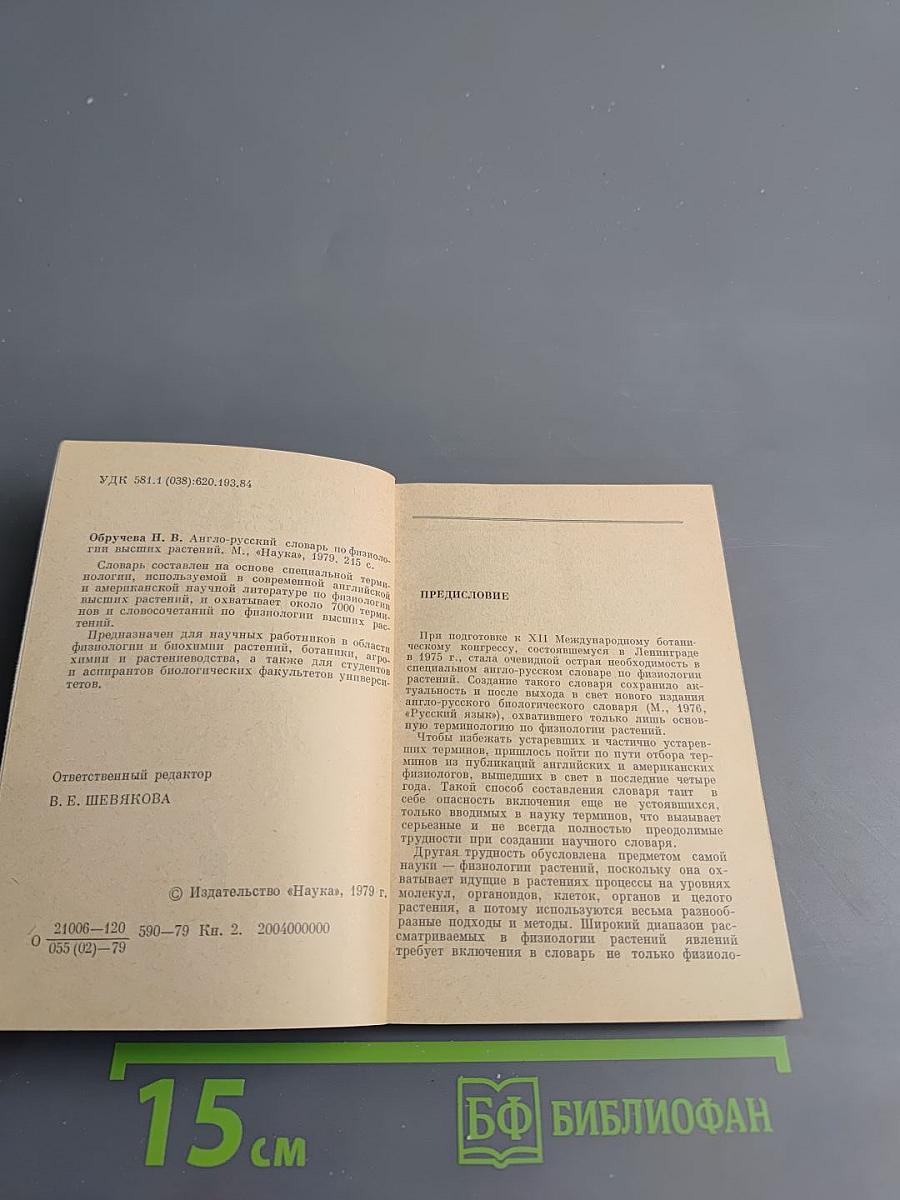 УДК 581.1 (038):620.193.84
Обручева Н. В. Англо-русский словарь по физиоло-
гии высших растений. М., «Наука», 1979. 215 с.
Словарь составлен на основе специальной терми-
нологии, используемой в современной английской
и американской научной литературе по физиологии
высших растений, и охватывает около 7000 терми-
нов и словосочетаний по физиологии высших рас-
тений.
Предназначен для научных работников в области
физиологии и биохимии растений, ботаники, агро-
химии и растениеводства, а также для студентов
и аспирантов биологических факультетов универси-
тетов.
Ответственный редактор
В. Е. ШЕВЯКОВА
© Издательство «Наука», 1979 г.
О 21006—120
055 (02)—79 590—79 Кн. 2. 2004000000
ПРЕДИСЛОВИЕ
При подготовке к XII Международному ботани-
ческому конгрессу, состоявшемуся в Ленинграде
в 1975 г., стала очевидной острая необходимость в
специальном англо-русском словаре по физиологии
растений. Создание такого словаря сохранило ак-
туальность и после выхода в свет нового издания
англо-русского биологического словаря (М., 1976,
«Русский язык»), охватившего только лишь основ-
ную терминологию по физиологии растений.
Чтобы избежать устаревших и частично устарев-
ших терминов, пришлось пойти по пути отбора тер-
минов из публикаций английских и американских
физиологов, вышедших в свет в последние четыре
года. Такой способ составления словаря таит в
себе опасность включения еще не устоявшихся,
только вводимых в науку терминов, что вызывает
серьезные и не всегда полностью преодолимые
трудности при создании научного словаря.
Другая трудность обусловлена предметом самой
науки — физиологии растений, поскольку она ох-
ватывает идущие в растениях процессы на уровнях
молекул, органоидов, клеток, органов и целого
растения, а потому используются весьма разнооб-
разные подходы и методы. Широкий диапазон рас-
сматриваемых в физиологии растений явлений
требует включения в словарь не только физиоло-
15 см
БФ БИБЛИОФАН